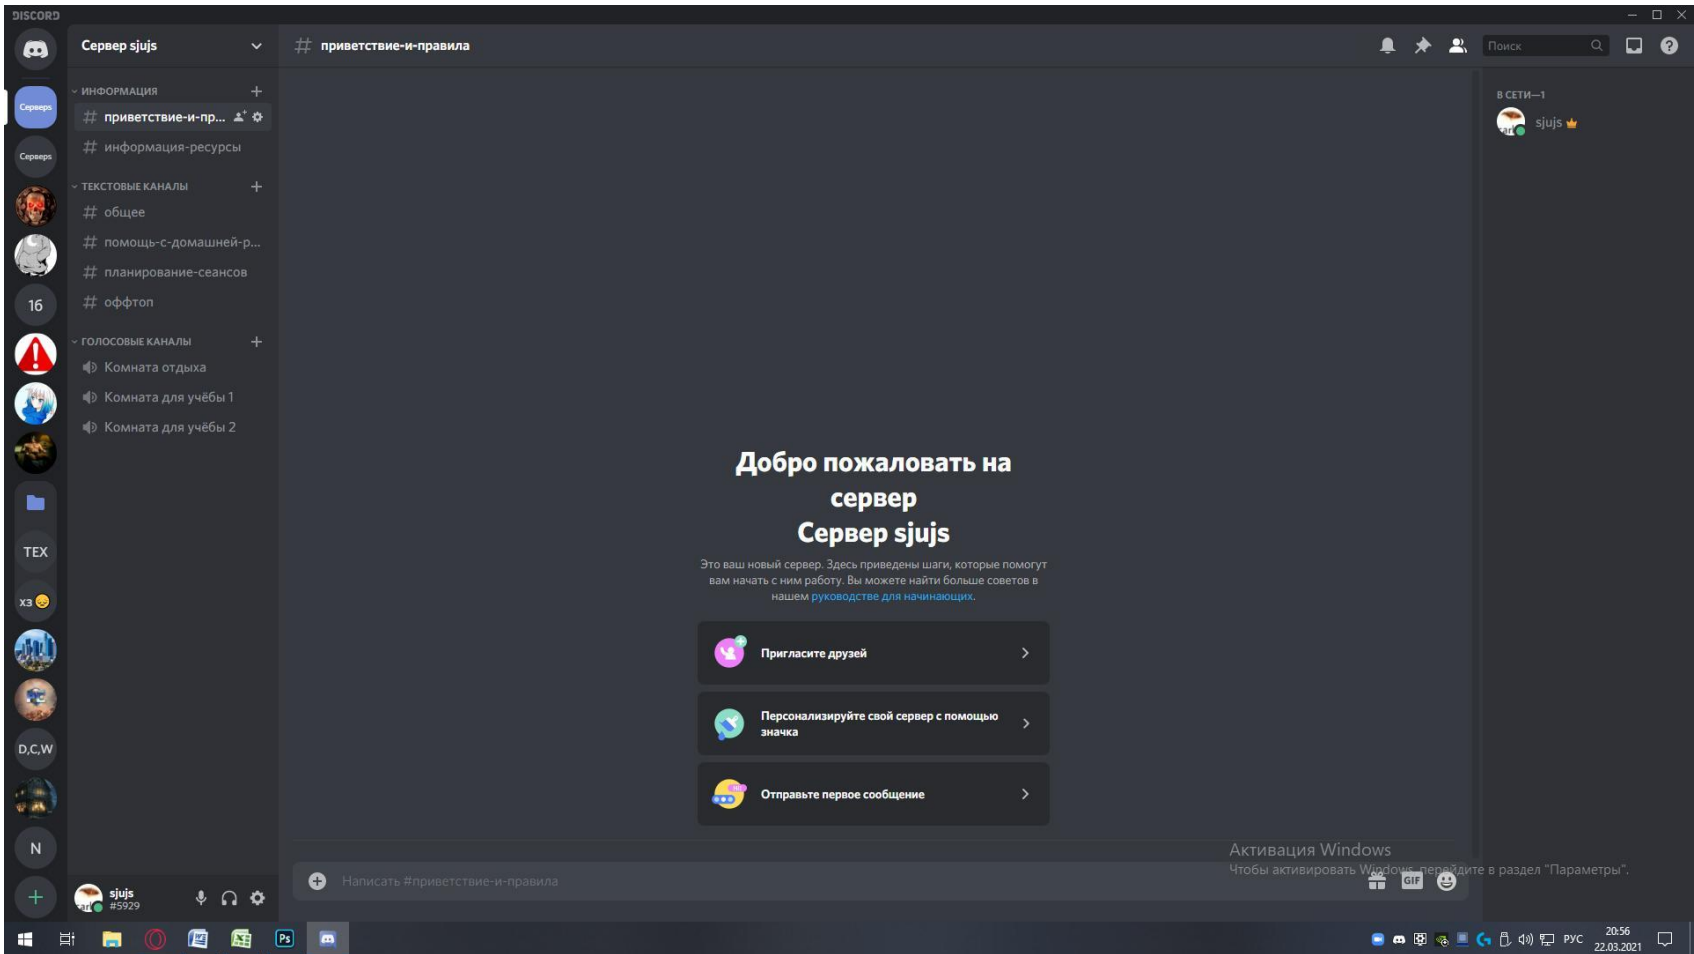 DISCORD
Сервер sjujs
приветствие-и-правила
Поиск
Серверs
Серверs
16
TEX
хз
D,C,W
N
ИНФОРМАЦИЯ
приветствие-и-пр...
информация-ресурсы
ТЕКСТОВЫЕ КАНАЛЫ
общее
помощь-с-домашней-р...
планирование-сеансов
оффтоп
ГОЛОСОВЫЕ КАНАЛЫ
Комната отдыха
Комната для учёбы 1
Комната для учёбы 2
sjujs
#5929
Добро пожаловать на
сервер
Сервер sjujs
Это ваш новый сервер. Здесь приведены шаги, которые помогут
вам начать с ним работу. Вы можете найти больше советов в
нашем руководстве для начинающих.
Пригласите друзей
Персонализируйте свой сервер с помощью
значка
Отправьте первое сообщение
Написать #приветствие-и-правила
GIF
В СЕТИ—1
sjujs
Активация Windows
Чтобы активировать Windows, перейдите в раздел "Параметры".
Ps
РУС
20:56
22.03.2021